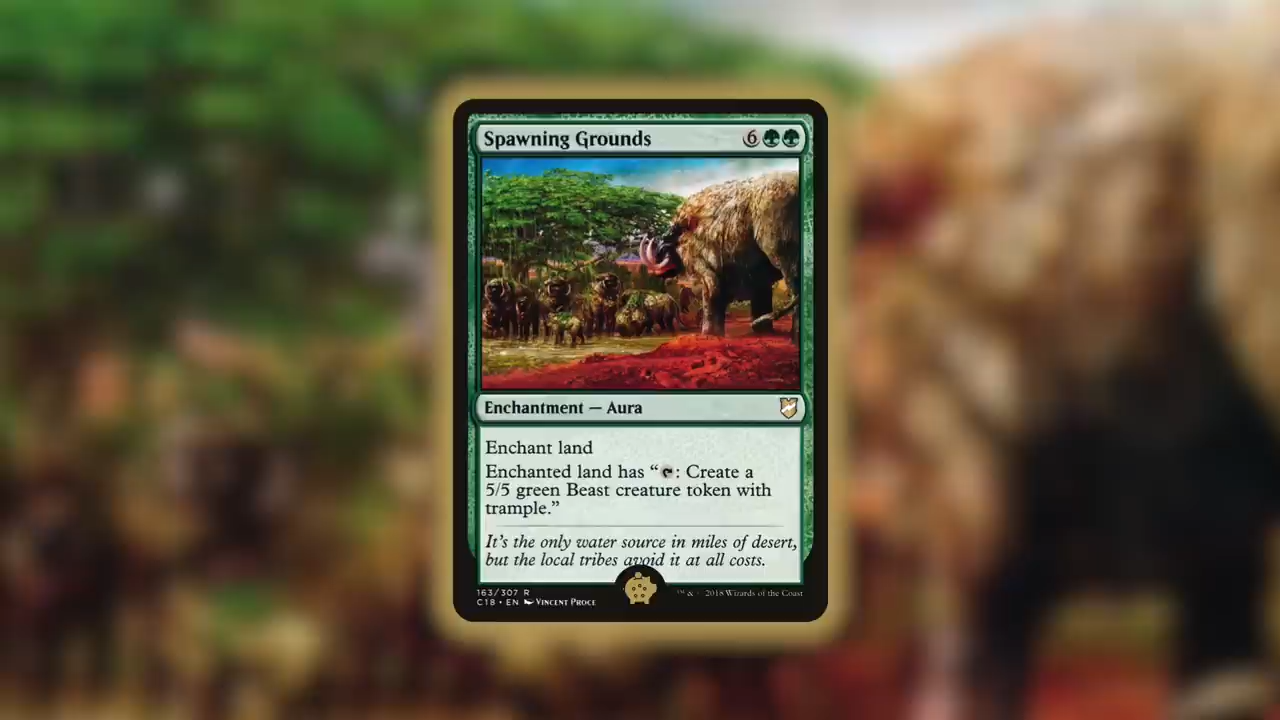 Spawning Grounds 6
Enchantment — Aura
Enchant land
Enchanted land has “: Create a
5/5 green Beast creature token with
trample.”
It's the only water source in miles of desert,
but the local tribes avoid it at all costs.
163/307 R
C18 • EN Vincent Proce
™ & 2018 Wizards of the Coast